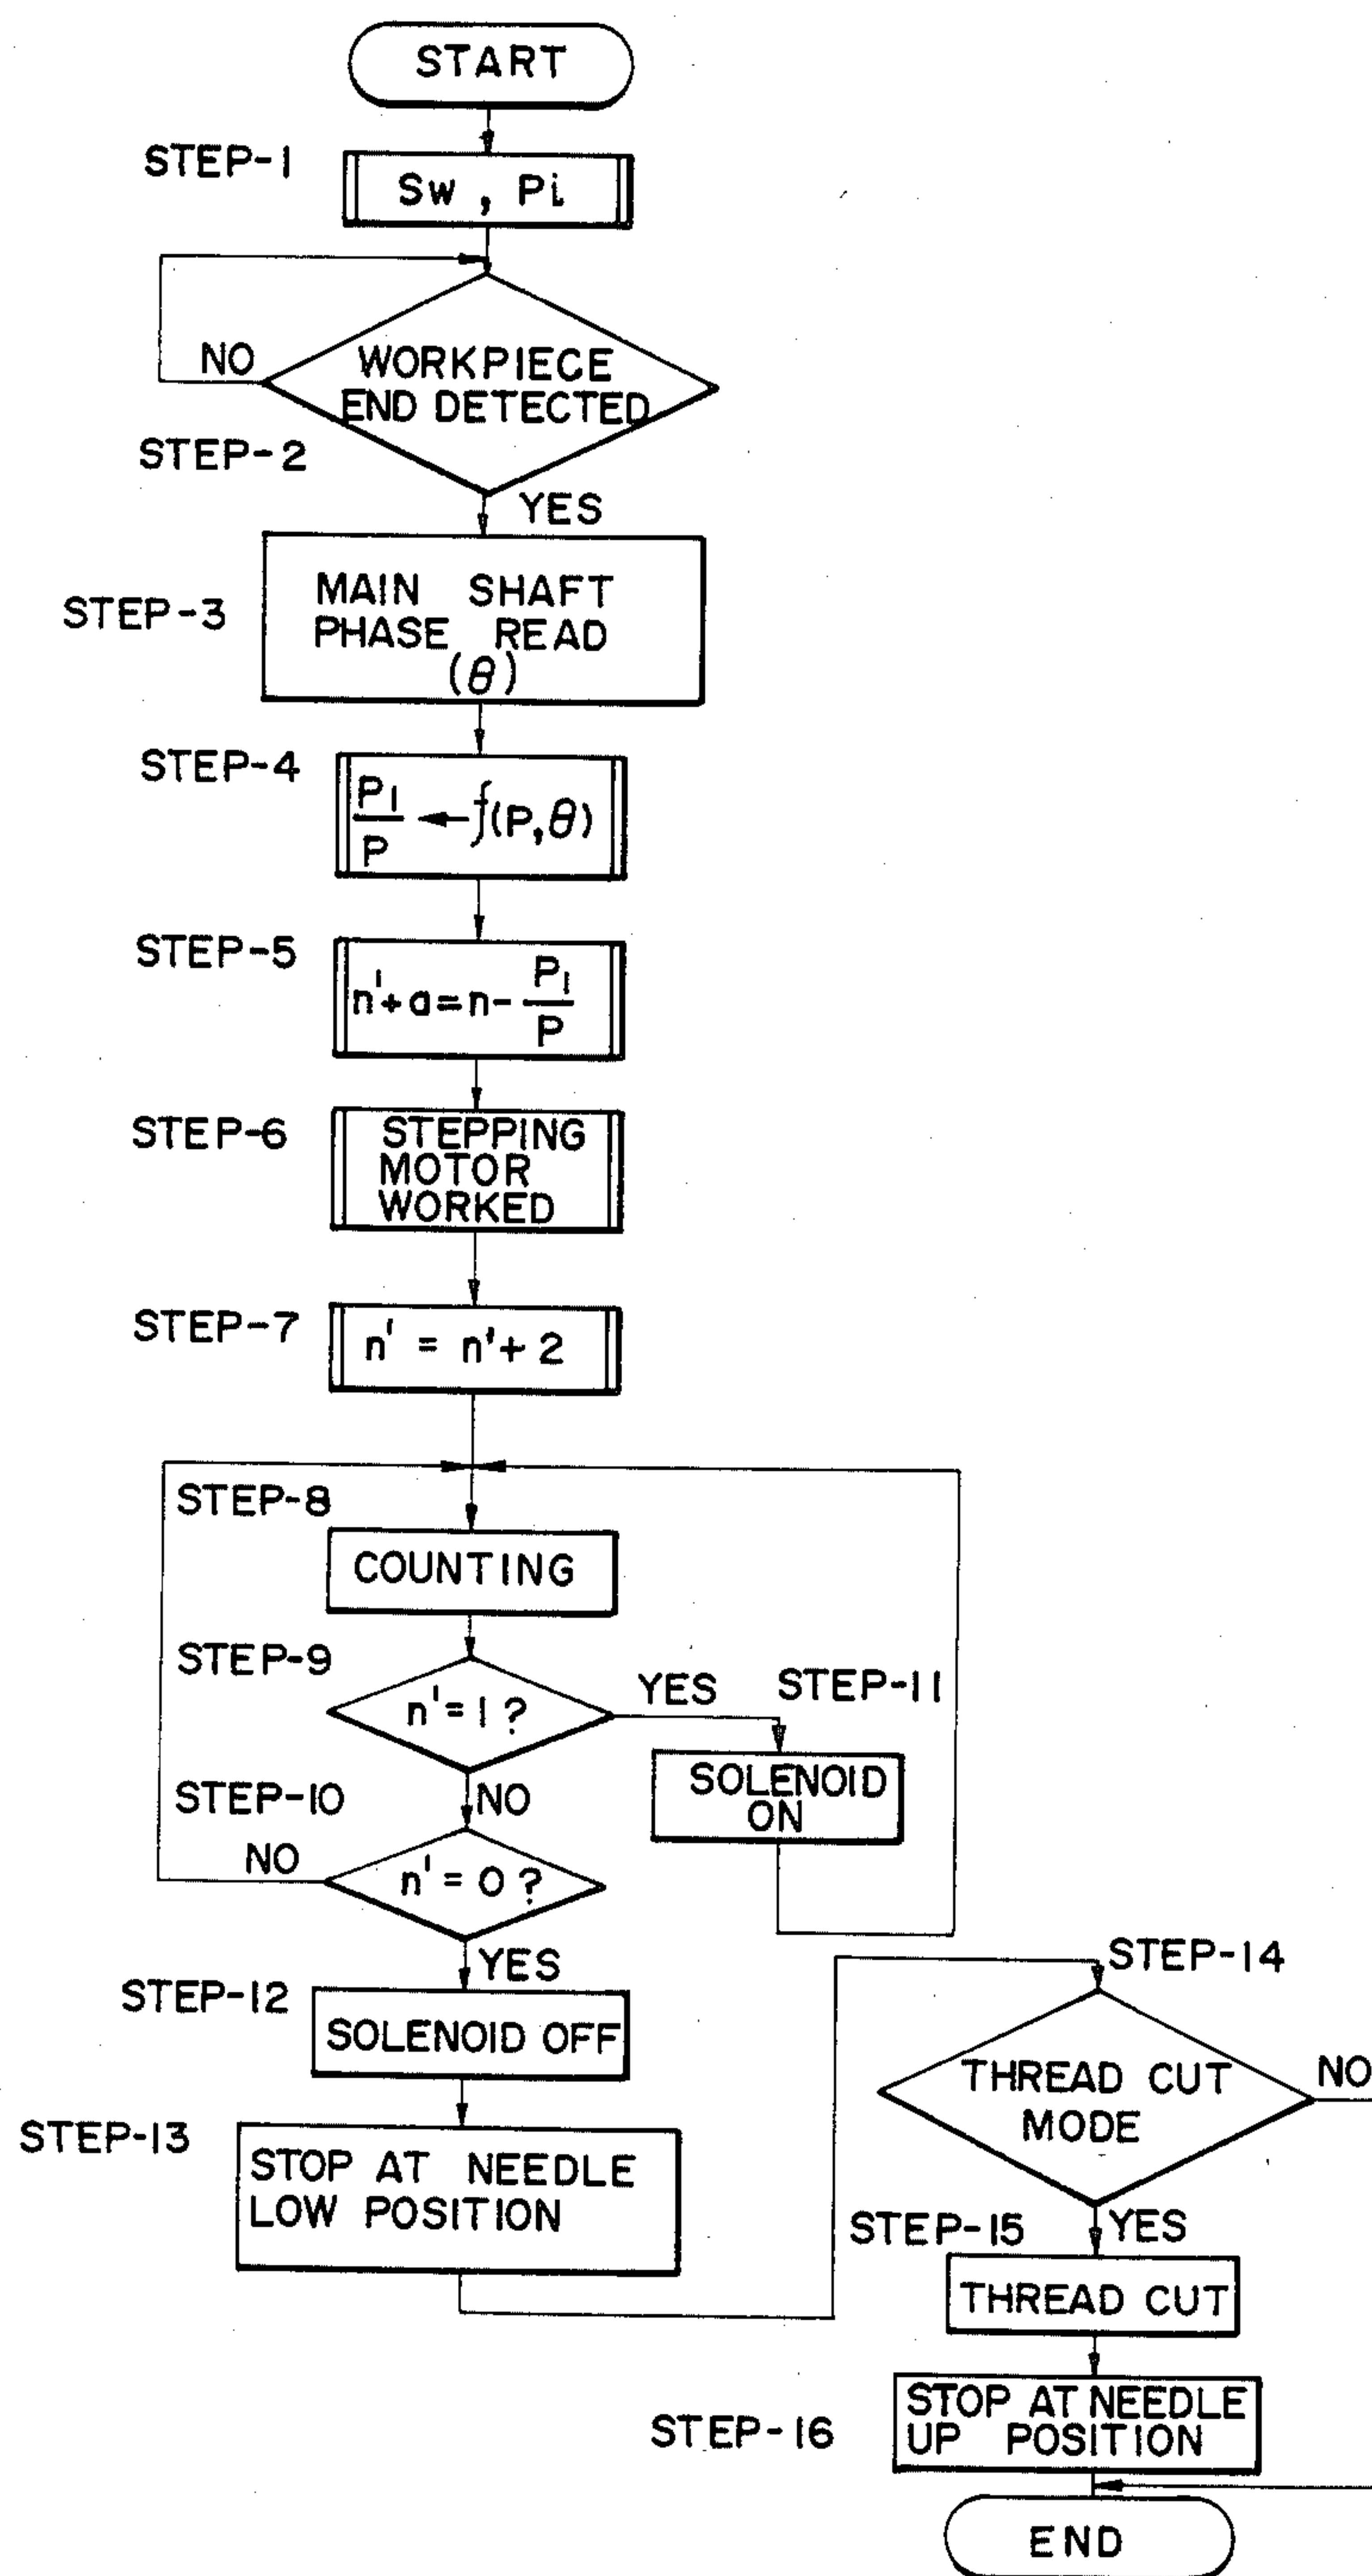 START
STEP-1
Sw , Pi
NO
WORKPIECE
END DETECTED
STEP-2
YES
STEP-3
MAIN SHAFT
PHASE READ
(θ)
STEP-4
P1
P
←f(P,θ)
STEP-5
n'+a=n-
P1
P
STEP-6
STEPPING
MOTOR
WORKED
STEP-7
n' = n'+2
STEP-8
COUNTING
STEP-9
n'=1?
YES
STEP-11
SOLENOID
ON
STEP-10
NO
NO
n'=0?
YES
STEP-12
SOLENOID OFF
STEP-13
STOP AT NEEDLE
LOW POSITION
STEP-14
THREAD CUT
MODE
NO
STEP-15
YES
THREAD CUT
STEP-16
STOP AT NEEDLE
UP POSITION
END